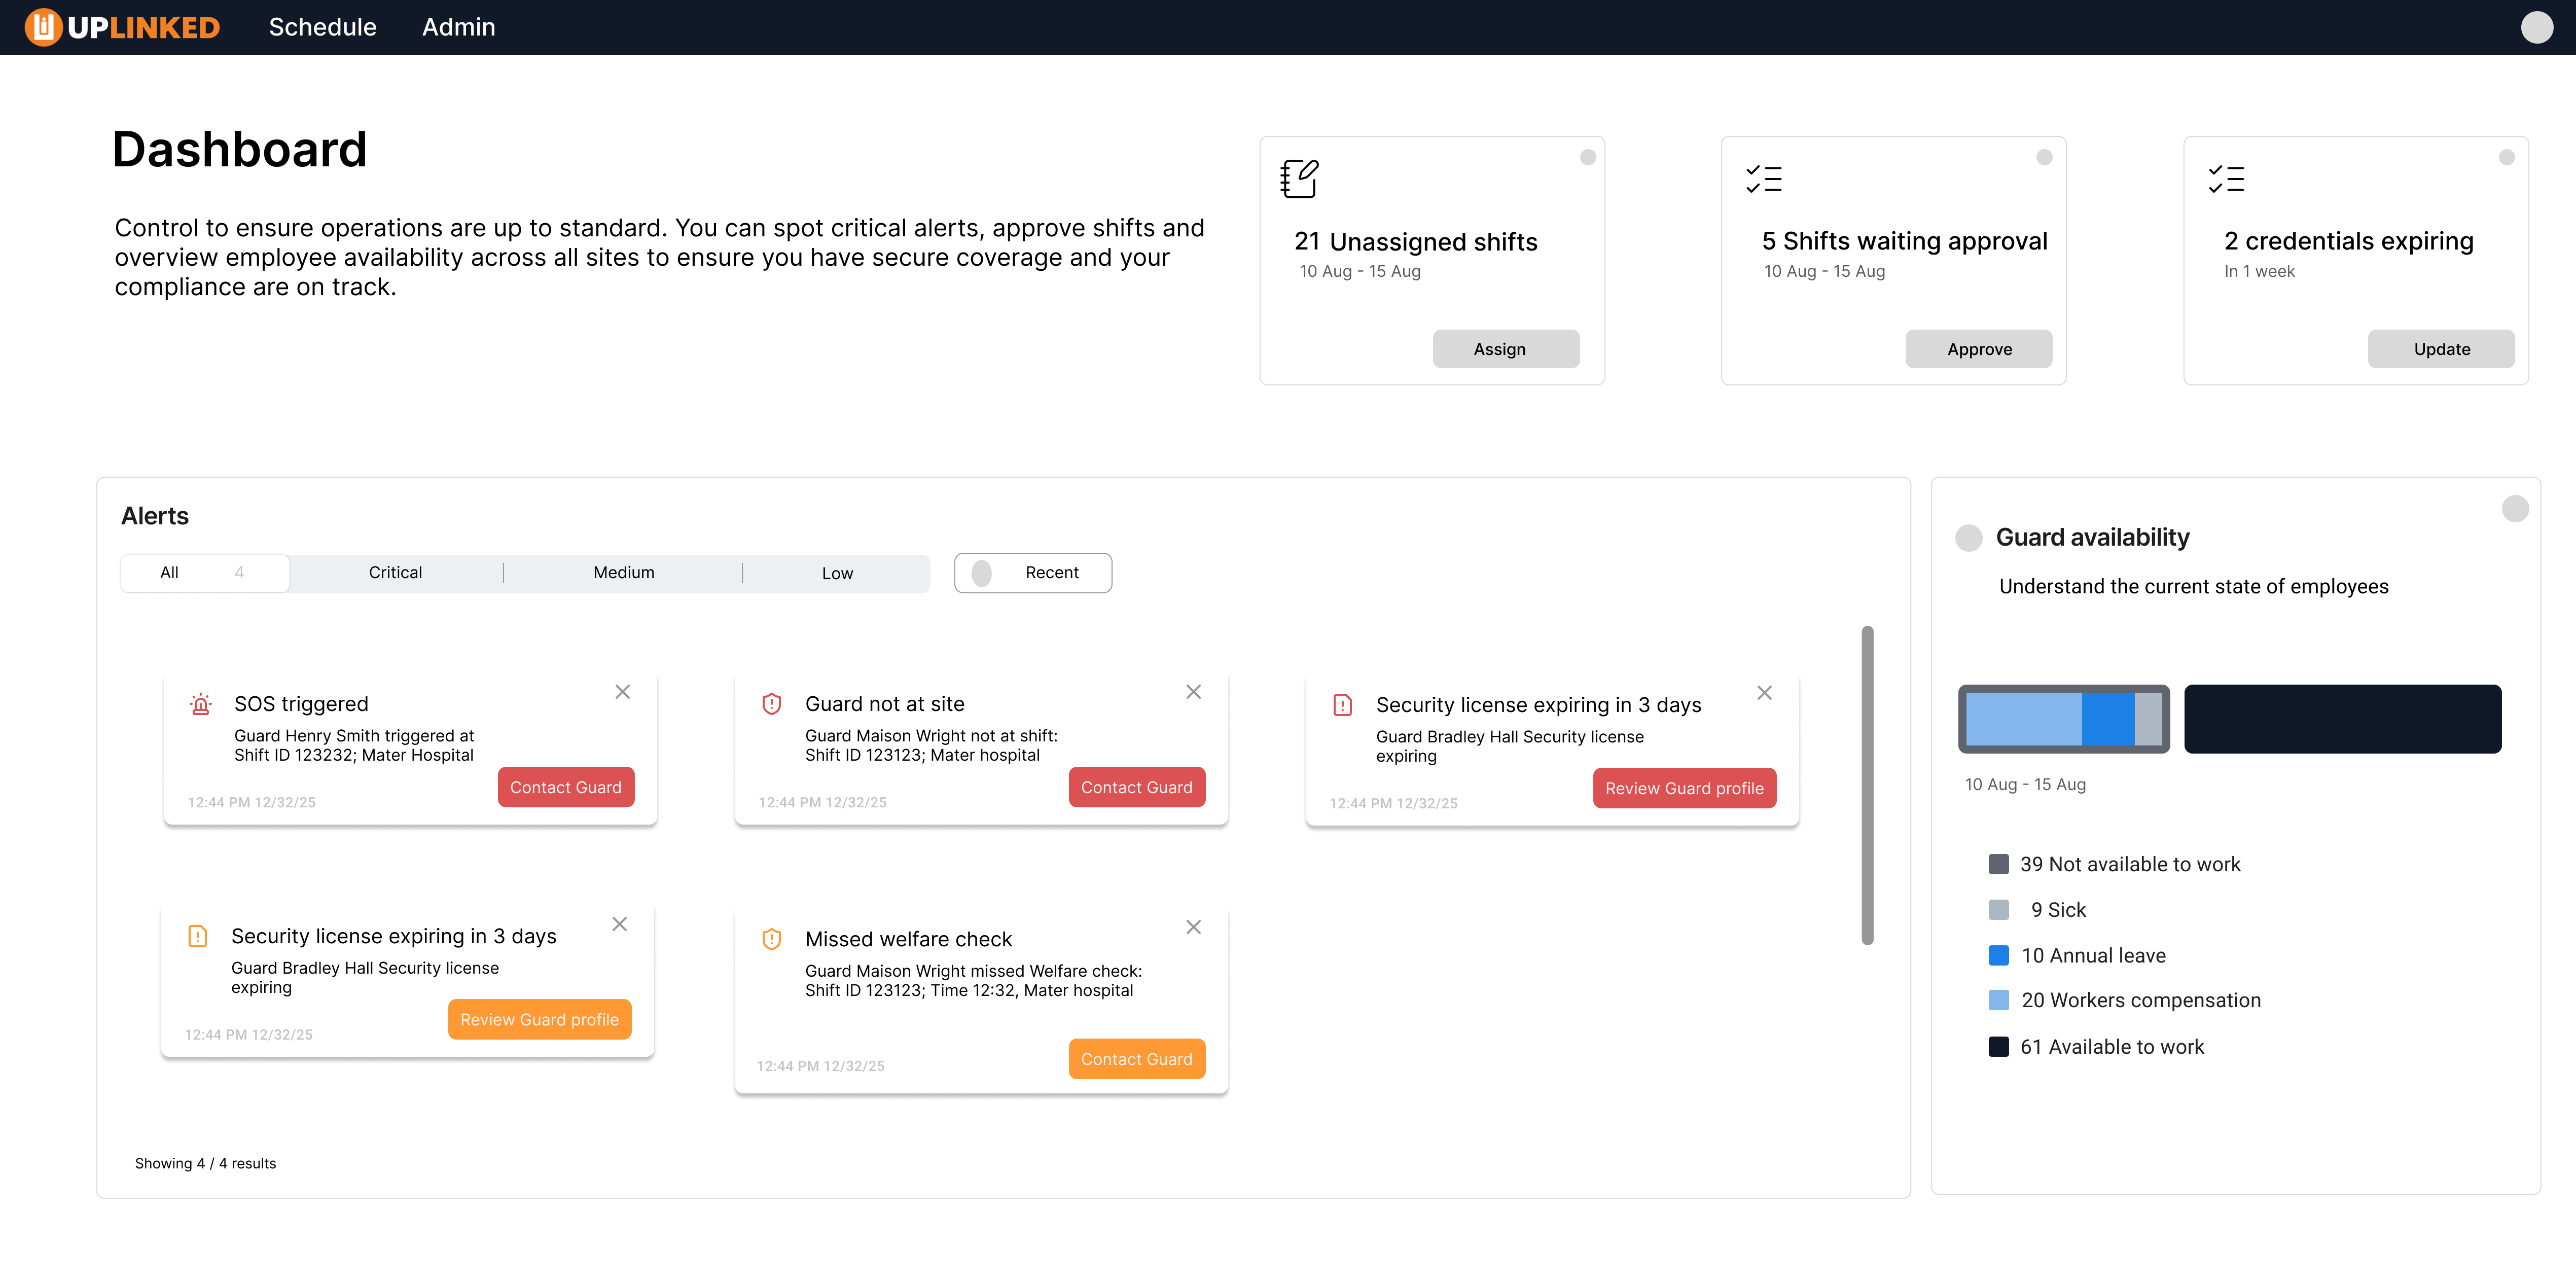 UPLINKED
Schedule
Admin
Dashboard
Control to ensure operations are up to standard. You can spot critical alerts, approve shifts and
overview employee availability across all sites to ensure you have secure coverage and your
compliance are on track.
21 Unassigned shifts
10 Aug - 15 Aug
Assign
5 Shifts waiting approval
10 Aug - 15 Aug
Approve
2 credentials expiring
In 1 week
Update
Alerts
All 4
Critical
Medium
Low
Recent
SOS triggered
Guard Henry Smith triggered at
Shift ID 123232; Mater Hospital
Contact Guard
12:44 PM 12/32/25
Guard not at site
Guard Maison Wright not at shift:
Shift ID 123123; Mater hospital
Contact Guard
12:44 PM 12/32/25
Security license expiring in 3 days
Guard Bradley Hall Security license
expiring
Review Guard profile
12:44 PM 12/32/25
Security license expiring in 3 days
Guard Bradley Hall Security license
expiring
Review Guard profile
12:44 PM 12/32/25
Missed welfare check
Guard Maison Wright missed Welfare check:
Shift ID 123123; Time 12:32, Mater hospital
Contact Guard
12:44 PM 12/32/25
Showing 4 / 4 results
Guard availability
Understand the current state of employees
10 Aug - 15 Aug
39 Not available to work
9 Sick
10 Annual leave
20 Workers compensation
61 Available to work